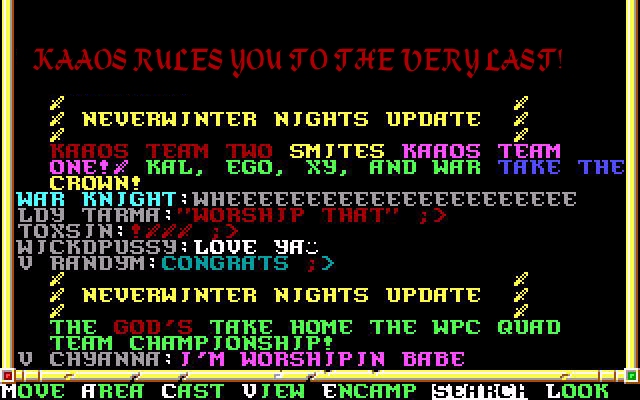 KAAOS RULES YOU TO THE VERY LAST!
NEVERWINTER NIGHTS UPDATE
KAAOS TEAM TWO SMITES KAAOS TEAM
ONE! KAL, EGO, XY, AND WAR TAKE THE
CROWN!
WAR KNIGHT:WHEEEEEEEEEEEEEEEEEEEEEE
LDY TARMA:"WORSHIP THAT" ;>
TOXSIN:! ;>
WICKDPUSSY:LOVE YA
V RANDYM:CONGRATS ;>
NEVERWINTER NIGHTS UPDATE
THE GOD'S TAKE HOME THE WPC QUAD
TEAM CHAMPIONSHIP!
V CHYANNA:I'M WORSHIPIN BABE
MOVE AREA CAST VIEW ENCAMP SEARCH LOOK